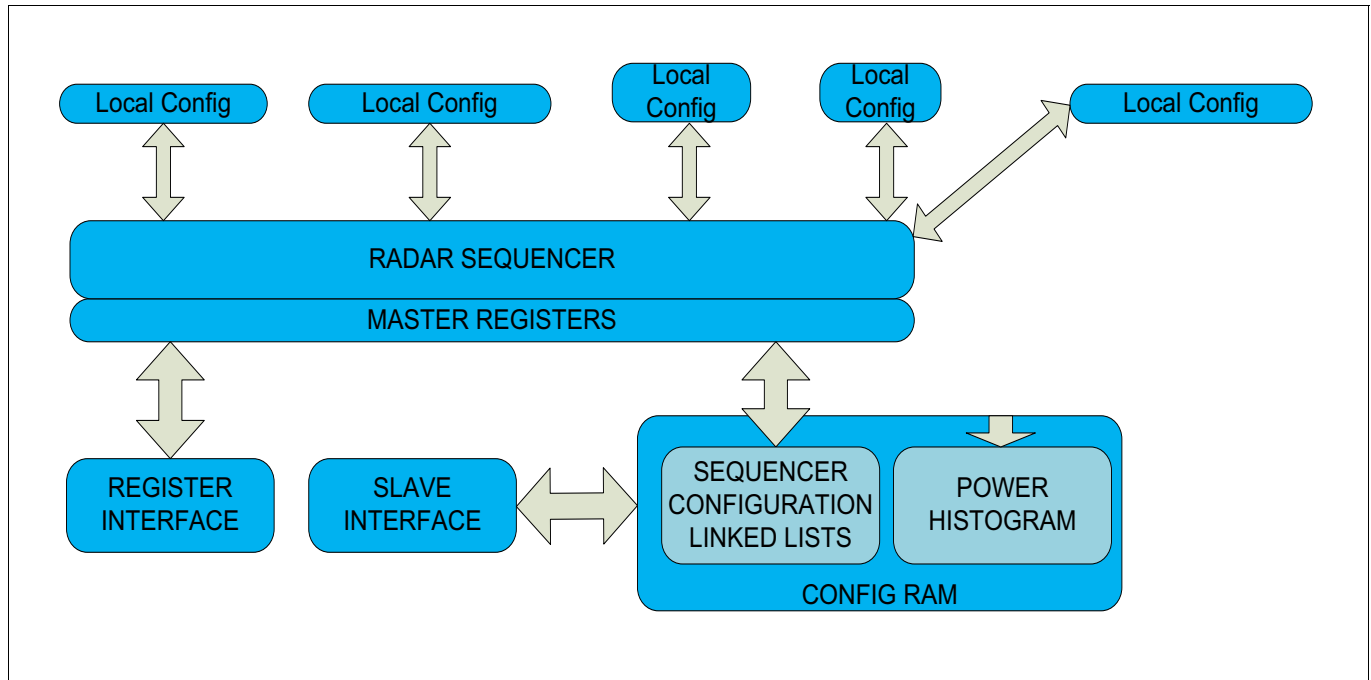 Local Config
Local Config
Local
Config
Local
Config
Local Config
RADAR SEQUENCER
MASTER REGISTERS
REGISTER
INTERFACE
SLAVE
INTERFACE
SEQUENCER
CONFIGURATION
LINKED LISTS
POWER
HISTOGRAM
CONFIG RAM